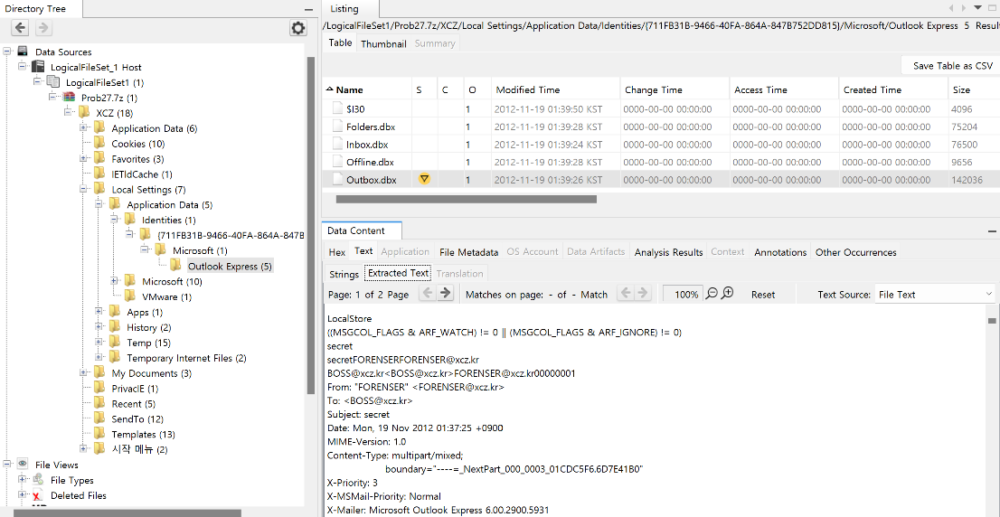 Directory Tree
Data Sources
LogicalFileSet_1 Host
LogicalFileSet1 (1)
Prob27.7z (1)
XCZ (18)
Application Data (6)
Cookies (10)
Favorites (3)
IETldCache (1)
Local Settings (7)
Application Data (5)
Identities (1)
{711FB31B-9466-40FA-864A-847B
Microsoft (1)
Outlook Express (5)
Microsoft (10)
VMware (1)
Apps (1)
History (2)
Temp (15)
Temporary Internet Files (2)
My Documents (3)
PrivacIE (1)
Recent (5)
SendTo (12)
Templates (13)
시작 메뉴 (2)
File Views
File Types
Deleted Files
Listing
/LogicalFileSet1/Prob27.7z/XCZ/Local Settings/Application Data/Identities/{711FB31B-9466-40FA-864A-847B752DD815}/Microsoft/Outlook Express 5 Result
Table Thumbnail Summary
Save Table as CSV
Name S C O Modified Time Change Time Access Time Created Time Size
$I30 1 2012-11-19 01:39:50 KST 0000-00-00 00:00:00 0000-00-00 00:00:00 0000-00-00 00:00:00 4096
Folders.dbx 1 2012-11-19 01:39:28 KST 0000-00-00 00:00:00 0000-00-00 00:00:00 0000-00-00 00:00:00 75204
Inbox.dbx 1 2012-11-19 01:39:24 KST 0000-00-00 00:00:00 0000-00-00 00:00:00 0000-00-00 00:00:00 76500
Offline.dbx 1 2012-11-19 01:39:28 KST 0000-00-00 00:00:00 0000-00-00 00:00:00 0000-00-00 00:00:00 9656
Outbox.dbx 1 2012-11-19 01:39:26 KST 0000-00-00 00:00:00 0000-00-00 00:00:00 0000-00-00 00:00:00 142036
Data Content
Hex Text Application File Metadata OS Account Data Artifacts Analysis Results Context Annotations Other Occurrences
Strings Extracted Text Translation
Page: 1 of 2 Page Matches on page: - of - Match 100% Reset Text Source: File Text
LocalStore
((MSGCOL_FLAGS & ARF_WATCH) != 0 || (MSGCOL_FLAGS & ARF_IGNORE) != 0)
secret
secretFORENSERFORENSER@xcz.kr
BOSS@xcz.kr<BOSS@xcz.kr>FORENSER@xcz.kr00000001
From: "FORENSER" <FORENSER@xcz.kr>
To: <BOSS@xcz.kr>
Subject: secret
Date: Mon, 19 Nov 2012 01:37:25 +0900
MIME-Version: 1.0
Content-Type: multipart/mixed;
boundary="----=_NextPart_000_0003_01CDC5F6.6D7E41B0"
X-Priority: 3
X-MSMail-Priority: Normal
X-Mailer: Microsoft Outlook Express 6.00.2900.5931